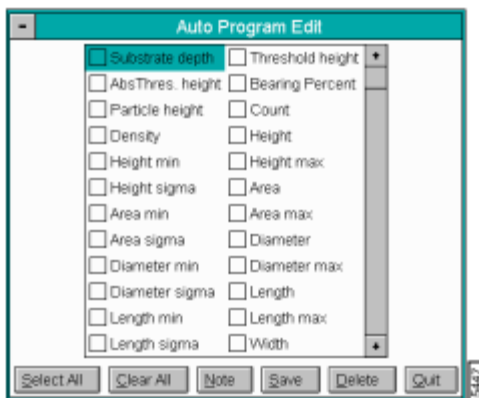 Auto Program Edit
Substrate depth Threshold height
AbsThres. height Bearing Percent
Particle height Count
Density Height
Height min Height max
Height sigma Area
Area min Area max
Area sigma Diameter
Diameter min Diameter max
Diameter sigma Length
Length min Length max
Length sigma Width
Select All Clear All Note Save Delete Quit